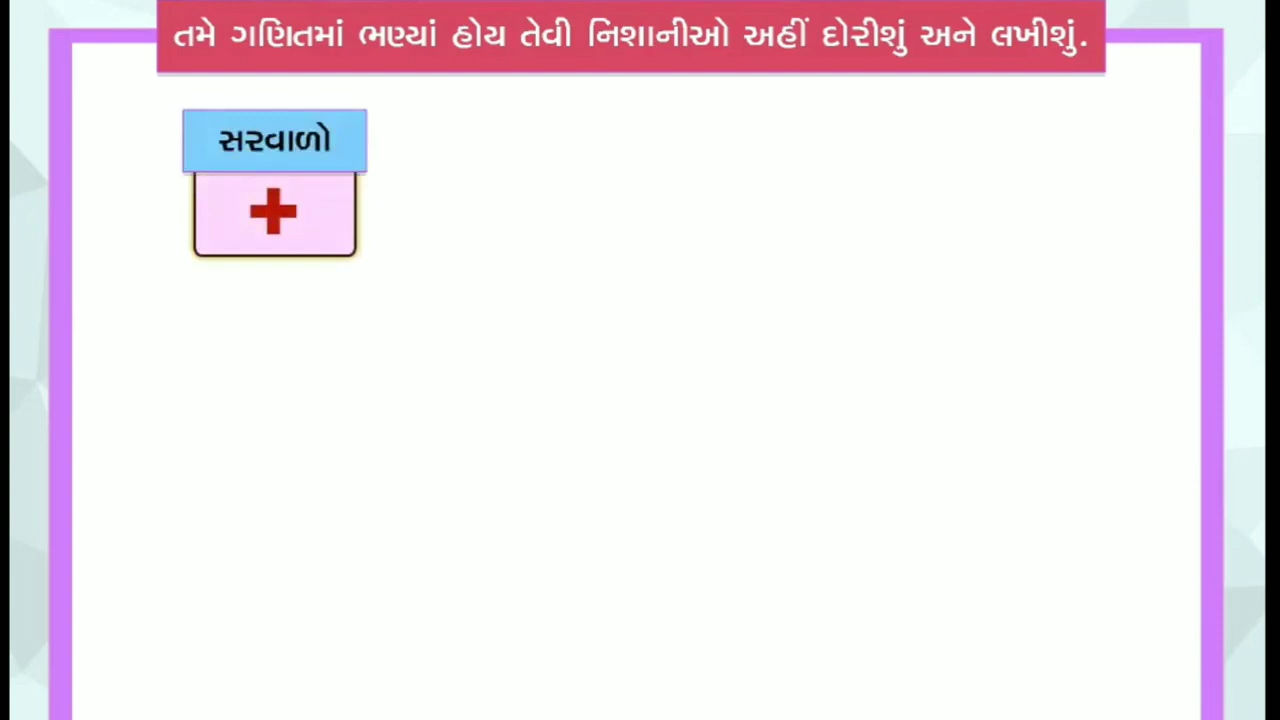 તમે ગણિતમાં ભણ્યાં હોય તેવી નિશાનીઓ અહીં દોરીશું અને લખીશું.
સરવાળો
+